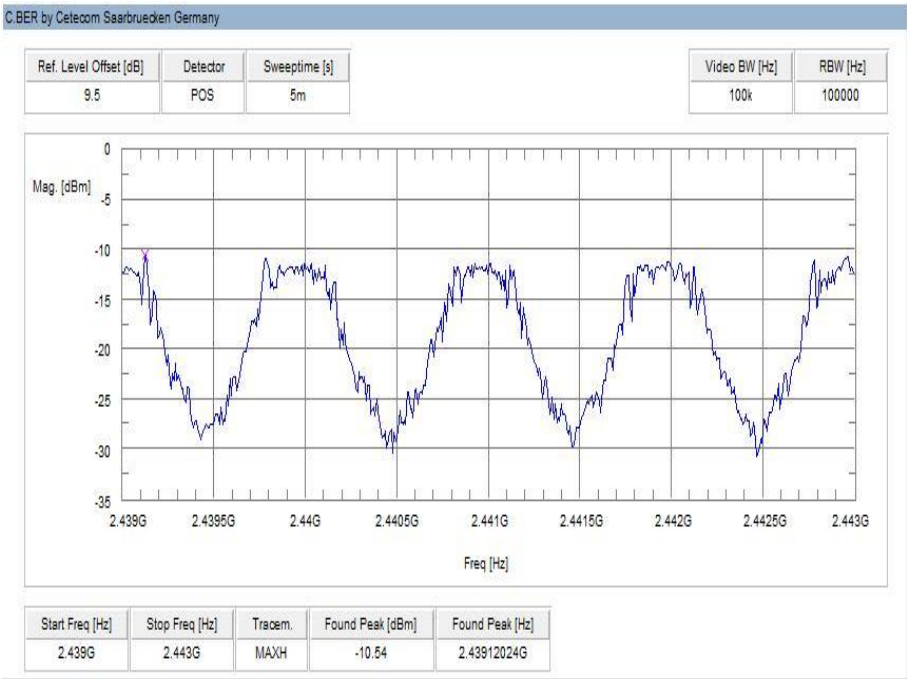 C.BER by Cetecom Saarbruecken Germany
Ref. Level Offset [dB] Detector Sweeptime [s] Video BW [Hz] RBW [Hz]
9.5 POS 5m 100k 100000
0
Mag. [dBm]
-5
-10
-15
-20
-25
-30
-35
2.439G 2.4395G 2.44G 2.4405G 2.441G 2.4415G 2.442G 2.4425G 2.443G
Freq [Hz]
Start Freq [Hz] Stop Freq [Hz] Tracem. Found Peak [dBm] Found Peak [Hz]
2.439G 2.443G MAXH -10.54 2.43912024G